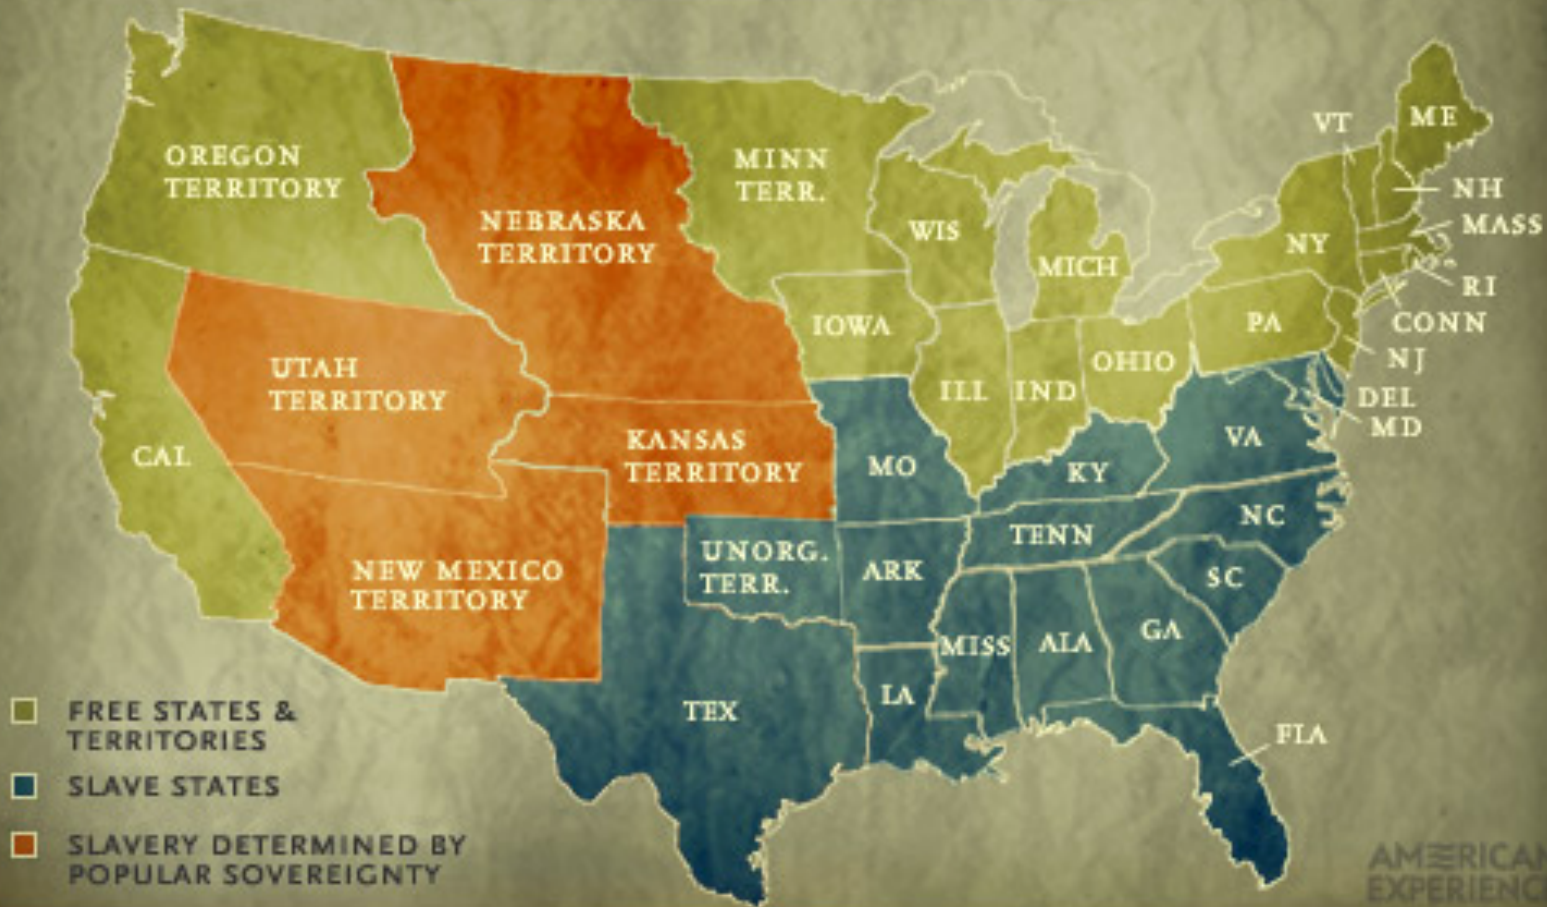 OREGON
TERRITORY
NEBRASKA
TERRITORY
MINN
TERR.
WIS
MICH
VT
ME
NH
MASS
NY
RI
CONN
NJ
PA
DEL
MD
IOWA
ILL
IND
OHIO
UTAH
TERRITORY
CAL
KANSAS
TERRITORY
MO
KY
VA
NC
TENN
NEW MEXICO
TERRITORY
UNORG.
TERR.
ARK
SC
MISS
ALA
GA
LA
TEX
FLA
FREE STATES &
TERRITORIES
SLAVE STATES
SLAVERY DETERMINED BY
POPULAR SOVEREIGNTY
AMERICAN
EXPERIENC